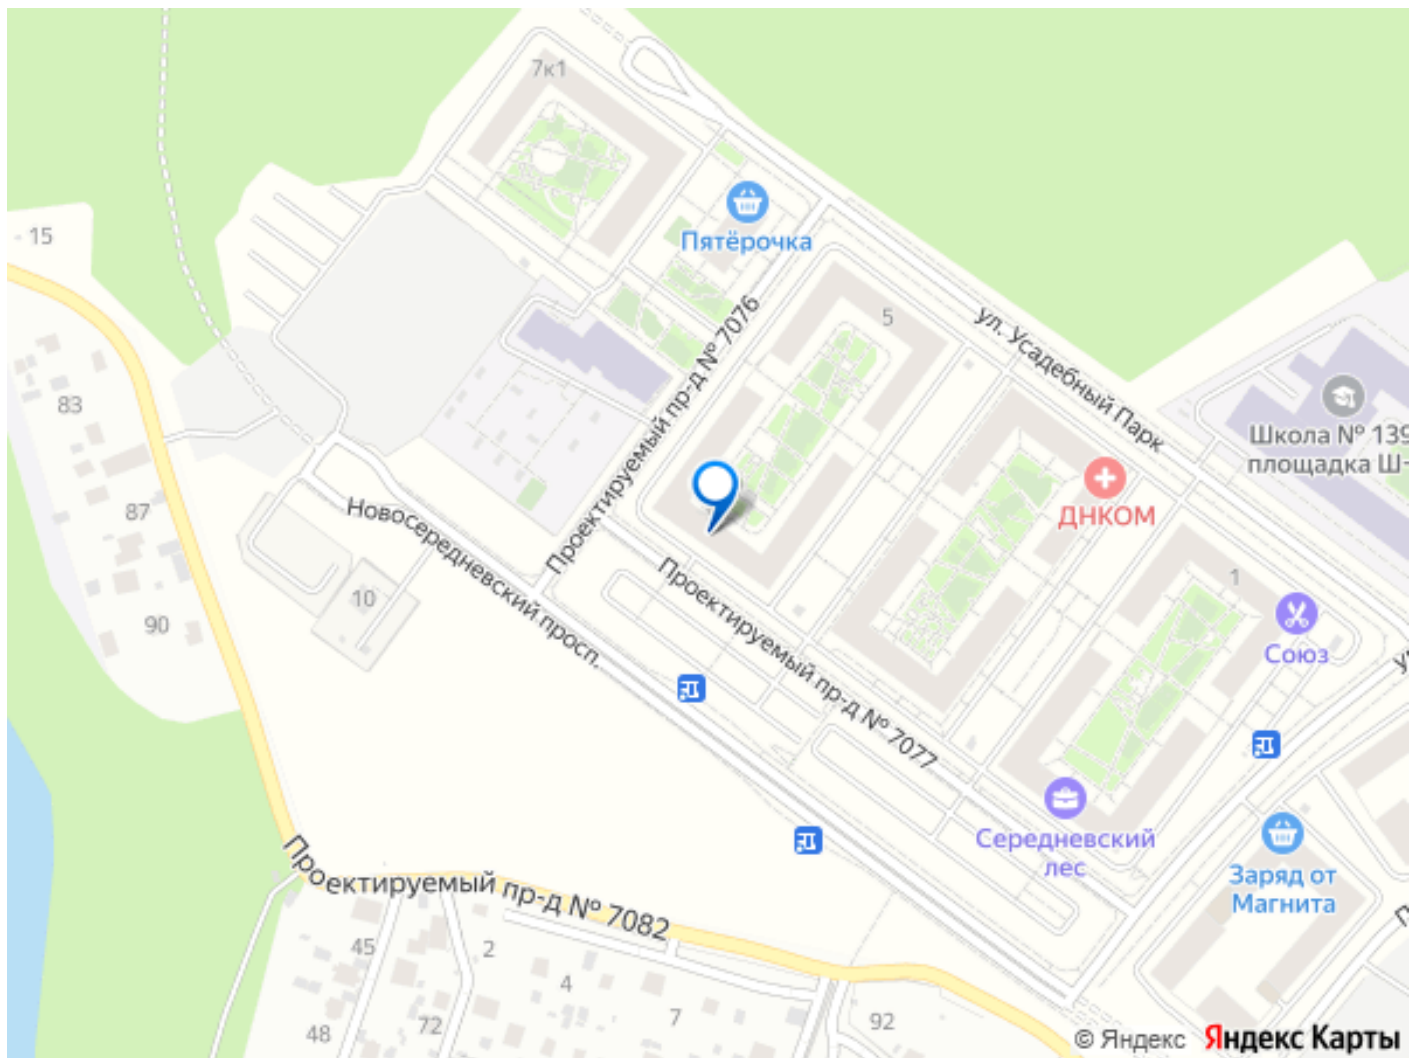 7к1
15
Пятёрочка
5
Проектируемый пр-д № 7076
ул. Усадебный Парк
83
Школа № 139
площадка Ш-
87
ДНКОМ
Новосередневский просп.
10
1
90
Союз
Проектируемый пр-д № 7077
Середневский
лес
Заряд от
Магнита
Проектируемый пр-д № 7082
45
2
4
7
48
72
92
© Яндекс Яндекс Карты